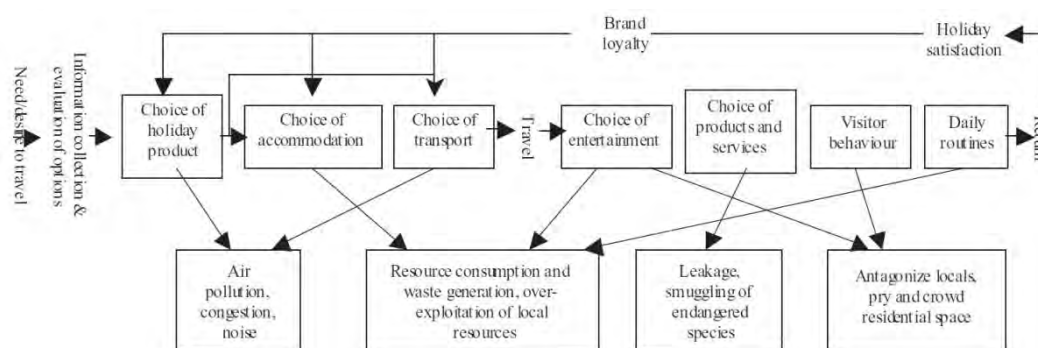 Brand
loyalty
Holiday
satisfaction
Need/desire to travel
Information collection &
evaluation of options
Choice of
holiday
product
Choice of
accommodation
Choice of
transport
Travel
Choice of
entertainment
Choice of
products and
services
Visitor
behaviour
Daily
routines
Air
pollution,
congestion,
noise
Resource consumption and
waste generation, over-
exploitation of local
resources
Leakage,
smuggling of
endangered
species
Antagonize locals,
pry and crowd
residential space